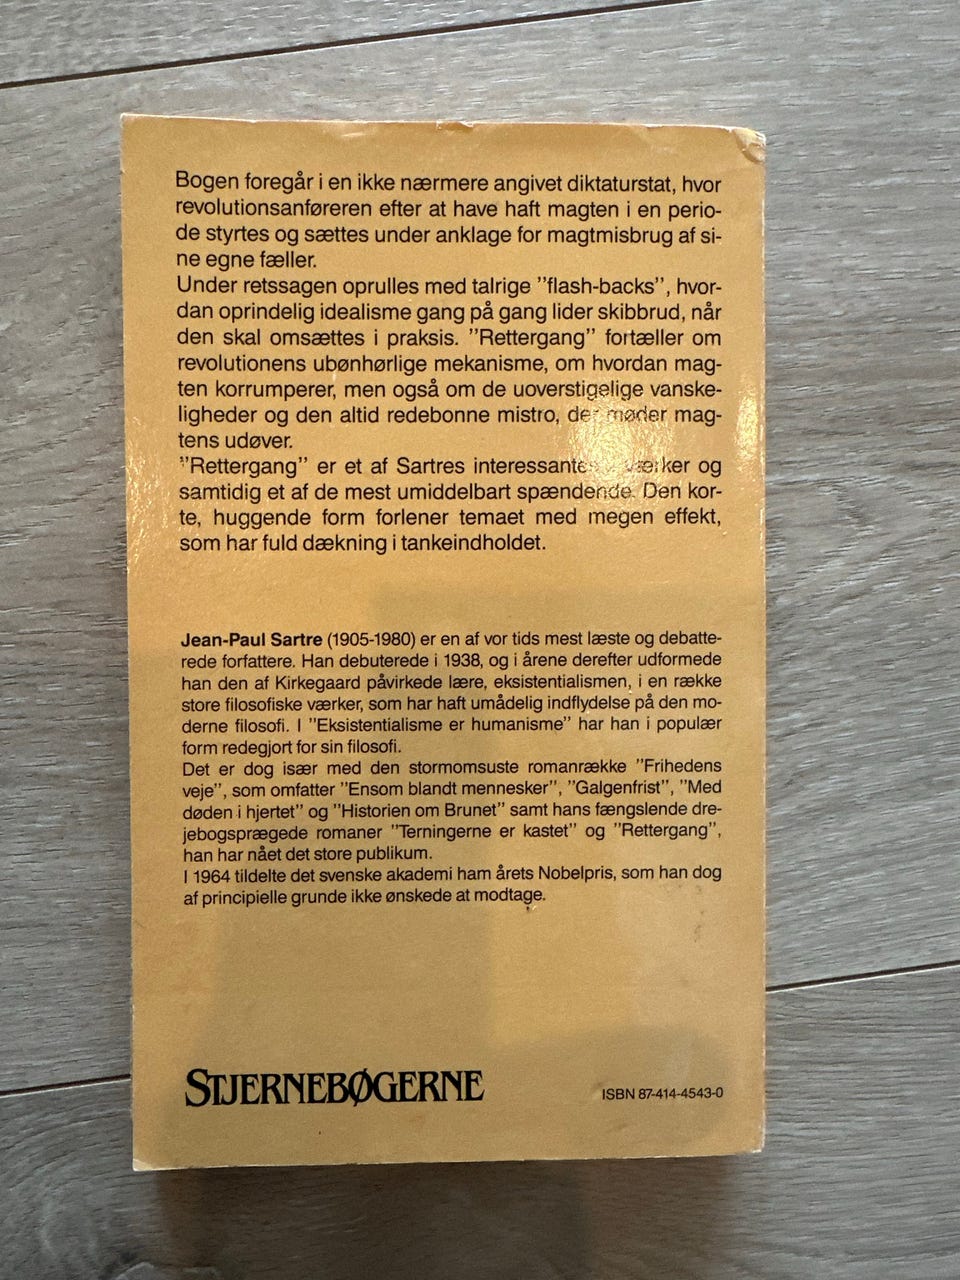 Bogen foregår i en ikke nærmere angivet diktaturstat, hvor
revolutionsanføreren efter at have haft magten i en perio-
de styrtes og sættes under anklage for magtmisbrug af si-
ne egne fæller.
Under retssagen oprulles med talrige "flash-backs", hvor-
dan oprindelig idealisme gang på gang lider skibbrud, når
den skal omsættes i praksis. "Rettergang" fortæller om
revolutionens ubønhørlige mekanisme, om hvordan mag-
ten korrumperer, men også om de uoverstigelige vanske-
ligheder og den altid redebonne mistro, der møder mag-
tens udøver.
"Rettergang" er et af Sartres interessanteste værker og
samtidig et af de mest umiddelbart spændende. Den kor-
te, huggende form forlener temaet med megen effekt,
som har fuld dækning i tankeindholdet.
Jean-Paul Sartre (1905-1980) er en af vor tids mest læste og debatte-
rede forfattere. Han debuterede i 1938, og i årene derefter udformede
han den af Kirkegaard påvirkede lære, eksistentialismen, i en række
store filosofiske værker, som har haft umådelig indflydelse på den mo-
derne filosofi. I "Eksistentialisme er humanisme" har han i populær
form redegjort for sin filosofi.
Det er dog især med den stormomsuste romanrække "Frihedens
veje", som omfatter "Ensom blandt mennesker", "Galgenfrist", "Med
døden i hjertet" og "Historien om Brunet" samt hans fængslende dre-
jebogsprægede romaner "Terningerne er kastet" og "Rettergang",
han har nået det store publikum.
I 1964 tildelte det svenske akademi ham årets Nobelpris, som han dog
af principielle grunde ikke ønskede at modtage.
STJERNEBØGERNE
ISBN 87-414-4543-0